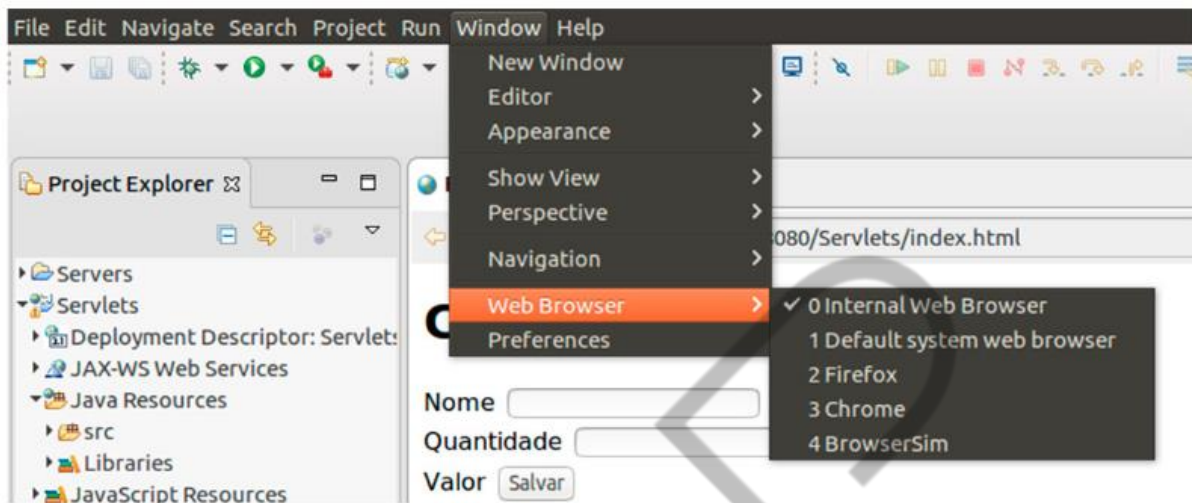 File Edit Navigate Search Project Run Window Help
New Window
Editor
Appearance
Show View
Perspective
Navigation
Web Browser
Preferences
0 Internal Web Browser
1 Default system web browser
2 Firefox
3 Chrome
4 BrowserSim
Project Explorer
Servers
Servlets
Deployment Descriptor: Servlets
JAX-WS Web Services
Java Resources
src
Libraries
JavaScript Resources
080/Servlets/index.html
Nome
Quantidade
Valor Salvar